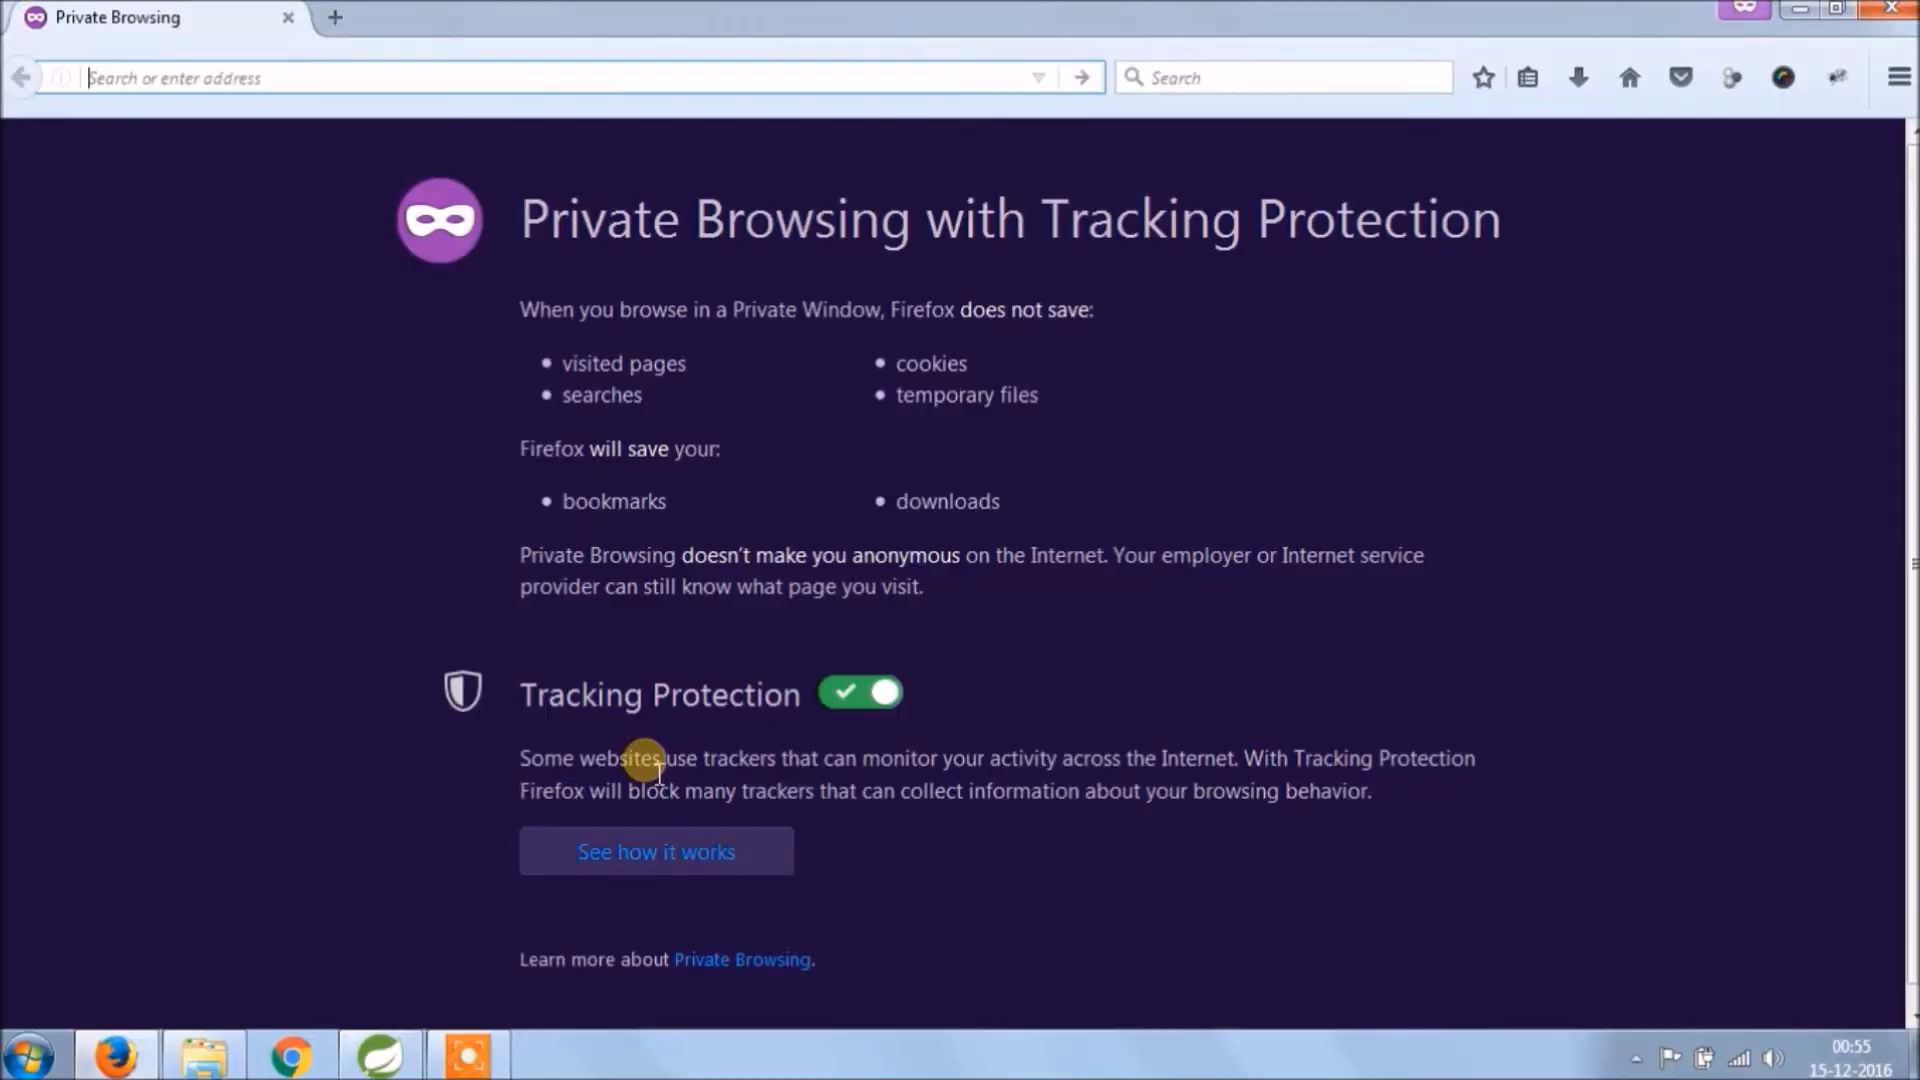 Private Browsing
Search or enter address
Search
Private Browsing with Tracking Protection
When you browse in a Private Window, Firefox does not save:
visited pages
cookies
searches
temporary files
Firefox will save your:
bookmarks
downloads
Private Browsing doesn't make you anonymous on the Internet. Your employer or Internet service
provider can still know what page you visit.
Tracking Protection
Some websites use trackers that can monitor your activity across the Internet. With Tracking Protection
Firefox will block many trackers that can collect information about your browsing behavior.
See how it works
Learn more about Private Browsing.
00:55
15-12-2016